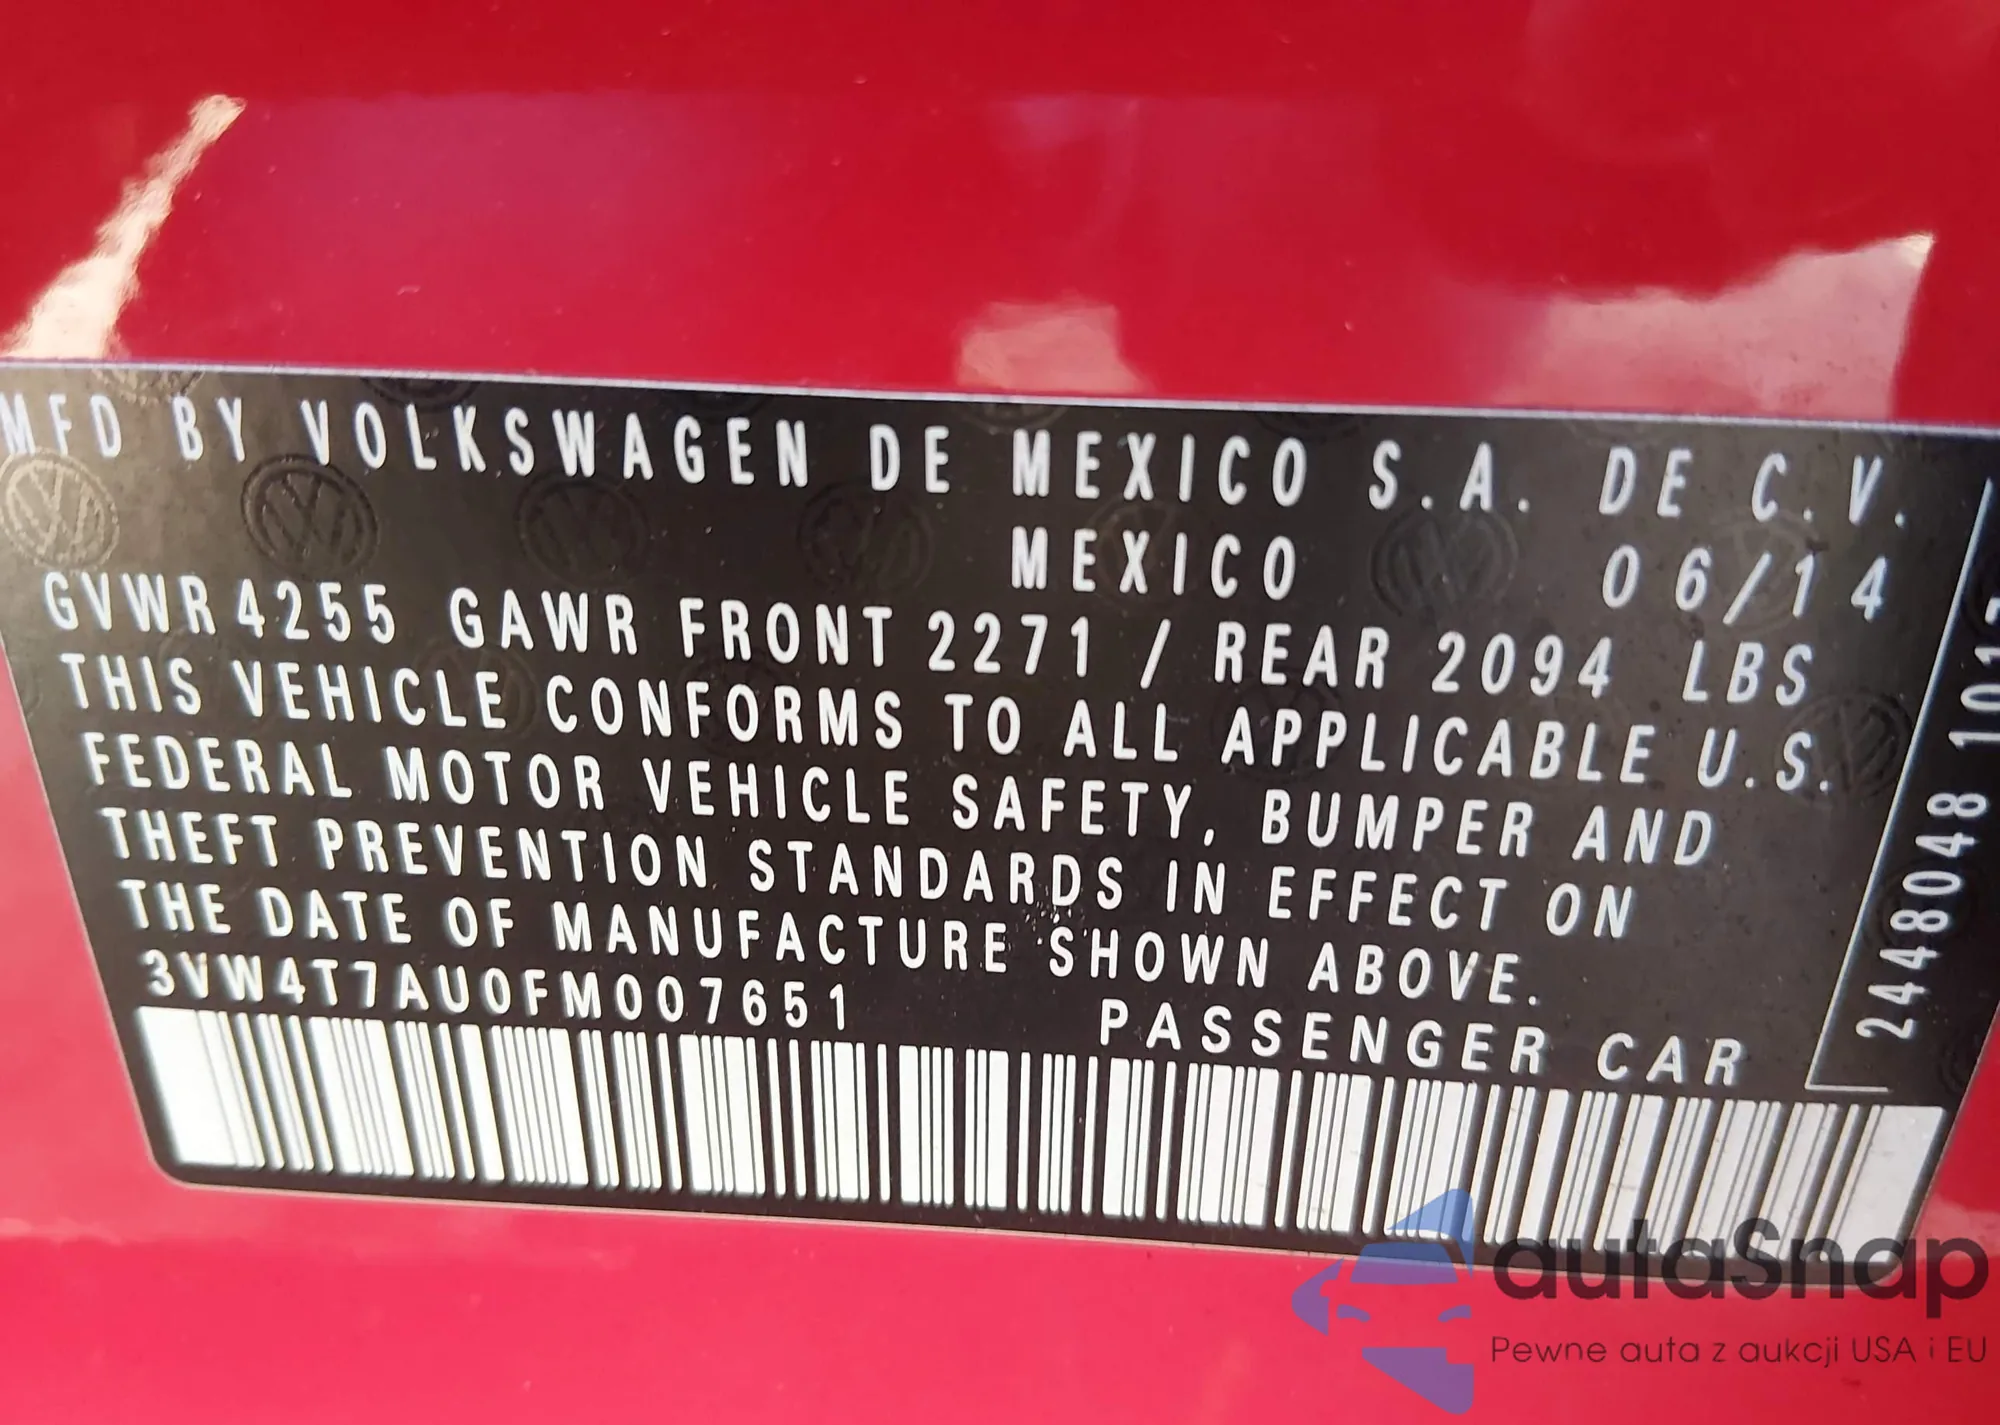 MFD BY VOLKSWAGEN DE MEXICO S.A. DE C.V.
MEXICO 06/14
GVWR 4255 GAWR FRONT 2271 / REAR 2094 LBS
THIS VEHICLE CONFORMS TO ALL APPLICABLE U.S.
FEDERAL MOTOR VEHICLE SAFETY, BUMPER AND
THEFT PREVENTION STANDARDS IN EFFECT ON
THE DATE OF MANUFACTURE SHOWN ABOVE.
3VW4T7AU0FM007651 PASSENGER CAR
2448048
autaSnap
Pewne auta z aukcji USA i EU